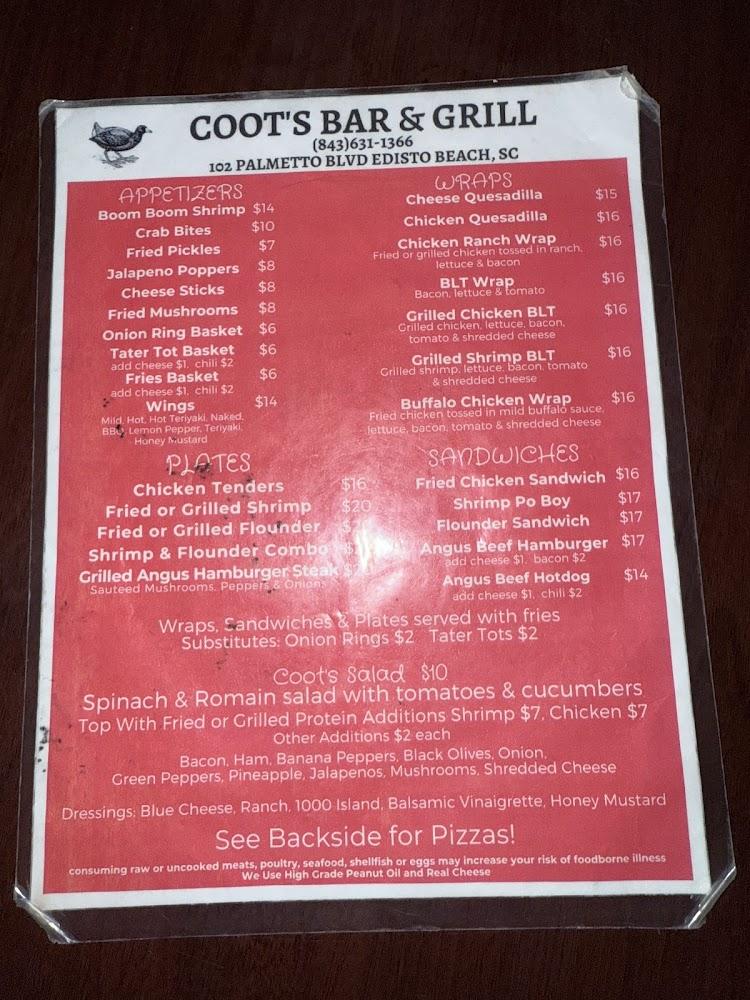 COOT'S BAR & GRILL
(843)631-1366
102 PALMETTO BLVD EDISTO BEACH, SC
APPETIZERS
Boom Boom Shrimp $14
Crab Bites $10
Fried Pickles $7
Jalapeno Poppers $8
Cheese Sticks $8
Fried Mushrooms $8
Onion Ring Basket $6
Tater Tot Basket $6
add cheese $1, chili $2
Fries Basket $6
add cheese $1, chili $2
Wings $14
Mild, Hot, Hot Teriyaki, Naked,
BBQ, Lemon Pepper, Teriyaki,
Honey Mustard
PLATES
Chicken Tenders $16
Fried or Grilled Shrimp $20
Fried or Grilled Flounder
Shrimp & Flounder Combo
Grilled Angus Hamburger Steak
Sauteed Mushrooms, Peppers & Onions
WRAPS
Cheese Quesadilla $15
Chicken Quesadilla $16
Chicken Ranch Wrap $16
Fried or grilled chicken tossed in ranch,
lettuce & bacon
BLT Wrap $16
Bacon, lettuce & tomato
Grilled Chicken BLT $16
Grilled chicken, lettuce, bacon,
tomato & shredded cheese
Grilled Shrimp BLT $16
Grilled shrimp, lettuce, bacon, tomato
& shredded cheese
Buffalo Chicken Wrap $16
Fried chicken tossed in mild buffalo sauce,
lettuce, bacon, tomato & shredded cheese
SANDWICHES
Fried Chicken Sandwich $16
Shrimp Po Boy $17
Flounder Sandwich $17
Angus Beef Hamburger $17
add cheese $1, bacon $2
Angus Beef Hotdog $14
add cheese $1, chili $2
Wraps, Sandwiches & Plates served with fries
Substitutes: Onion Rings $2 Tater Tots $2
Coot's Salad $10
Spinach & Romain salad with tomatoes & cucumbers
Top With Fried or Grilled Protein Additions Shrimp $7, Chicken $7
Other Additions $2 each
Bacon, Ham, Banana Peppers, Black Olives, Onion,
Green Peppers, Pineapple, Jalapenos, Mushrooms, Shredded Cheese
Dressings: Blue Cheese, Ranch, 1000 Island, Balsamic Vinaigrette, Honey Mustard
See Backside for Pizzas!
consuming raw or uncooked meats, poultry, seafood, shellfish or eggs may increase your risk of foodborne illness
We Use High Grade Peanut Oil and Real Cheese